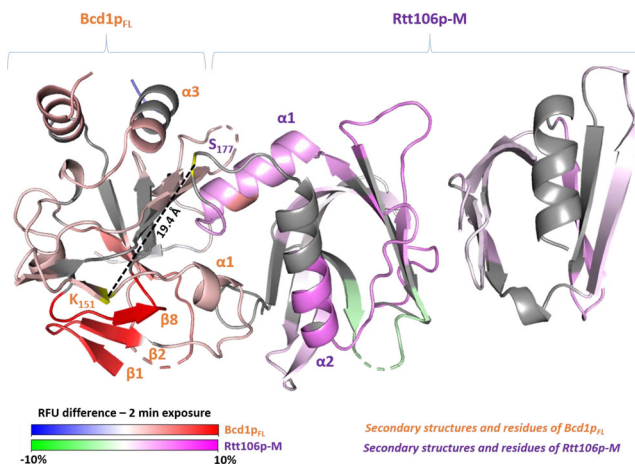 Bcd1pFL
Rtt106p-M
α3
S177
α1
19.4 Å
K151
α1
β8
β2
β1
α2
RFU difference – 2 min exposure
Bcd1pFL
Rtt106p-M
-10%
10%
Secondary structures and residues of Bcd1pFL
Secondary structures and residues of Rtt106p-M